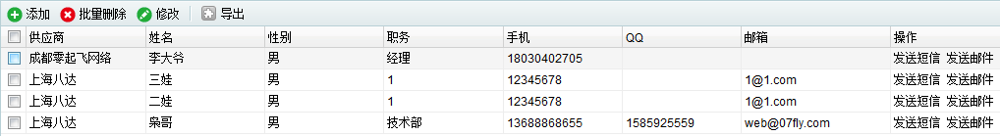 添加 批量删除 修改 导出
供应商 姓名 性别 职务 手机 QQ 邮箱 操作
成都零起飞网络 李大爷 男 经理 18030402705 发送短信 发送邮件
上海八达 三娃 男 1 12345678 1@1.com 发送短信 发送邮件
上海八达 二娃 男 1 12345678 1@1.com 发送短信 发送邮件
上海八达 枭哥 男 技术部 13688868655 1585925559 web@07fly.com 发送短信 发送邮件